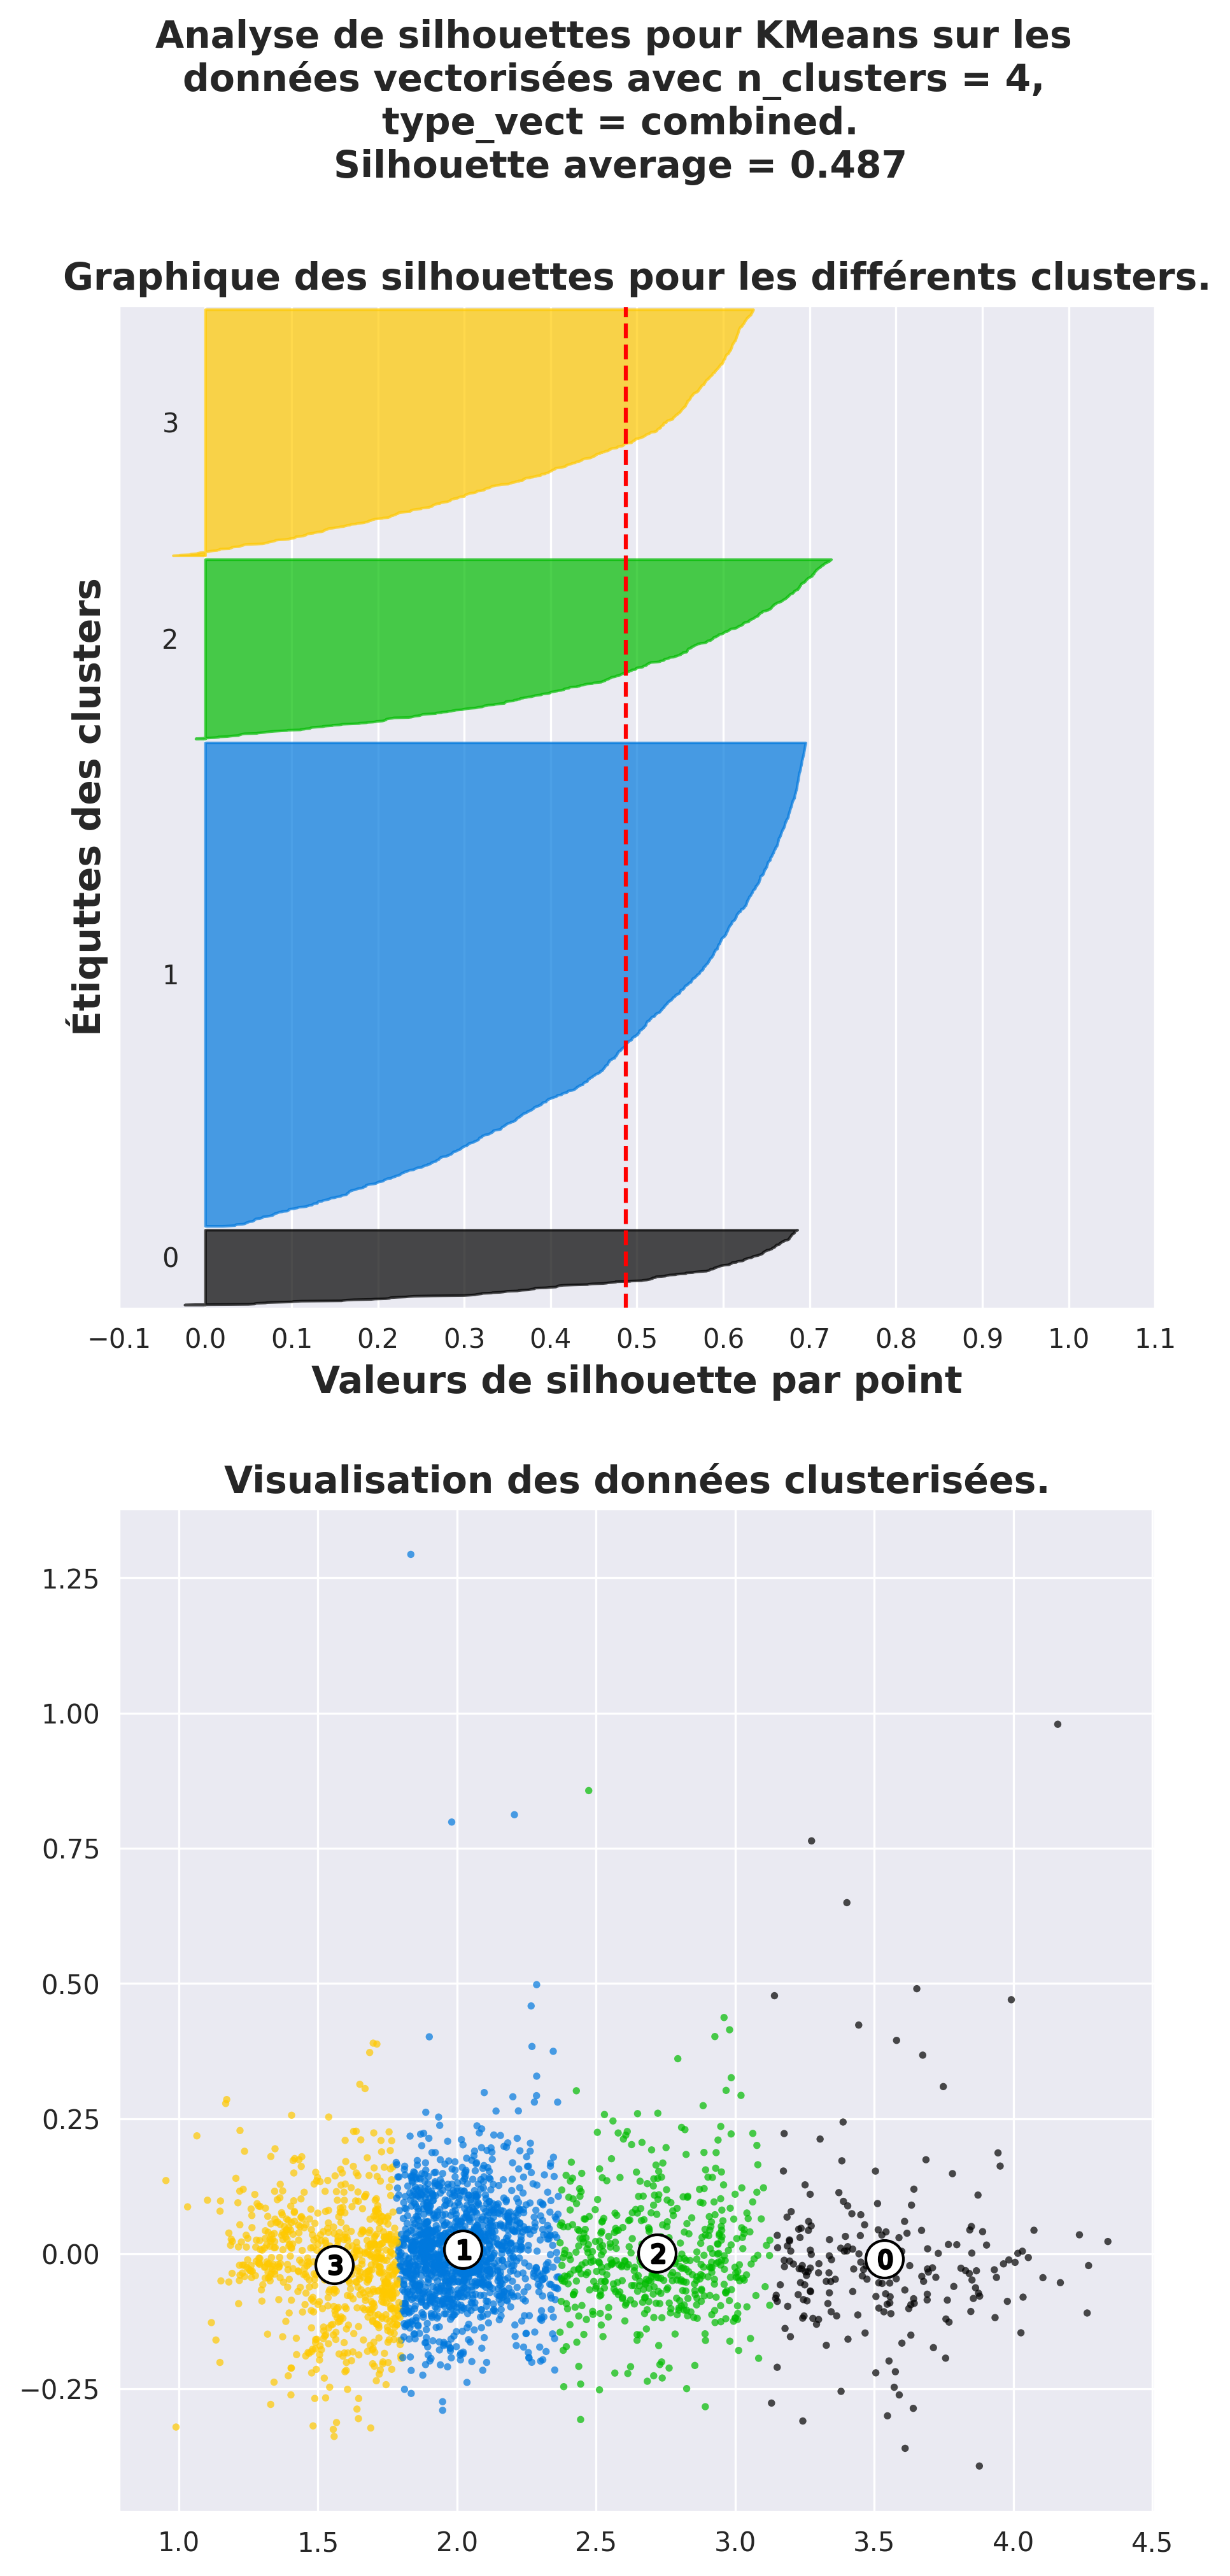 Analyse de silhouettes pour KMeans sur les
données vectorisées avec n_clusters = 4,
type_vect = combined.
Silhouette average = 0.487
Graphique des silhouettes pour les différents clusters.
3
2
1
0
Étiquttes des clusters
−0.1 0.0 0.1 0.2 0.3 0.4 0.5 0.6 0.7 0.8 0.9 1.0 1.1
Valeurs de silhouette par point
Visualisation des données clusterisées.
1.25
1.00
0.75
0.50
0.25
0.00
−0.25
3 1 2 0
1.0 1.5 2.0 2.5 3.0 3.5 4.0 4.5